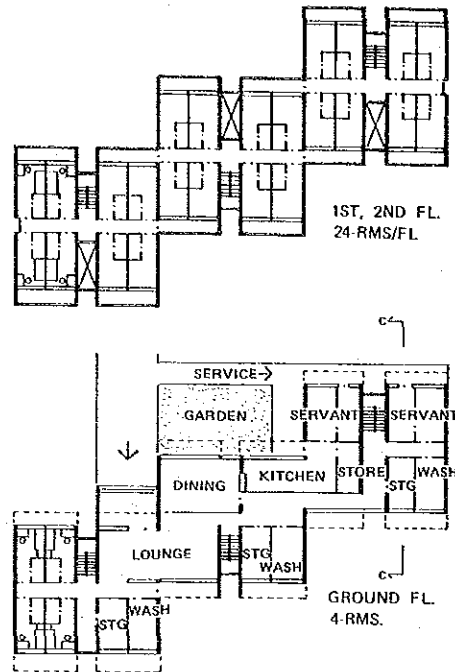 1ST, 2ND FL.
24-RMS/FL
C
SERVICE→
GARDEN
SERVANT
SERVANT
DINING
KITCHEN
STORE
STG
WASH
LOUNGE
STG
WASH
C
WASH
STG
GROUND FL.
4-RMS.